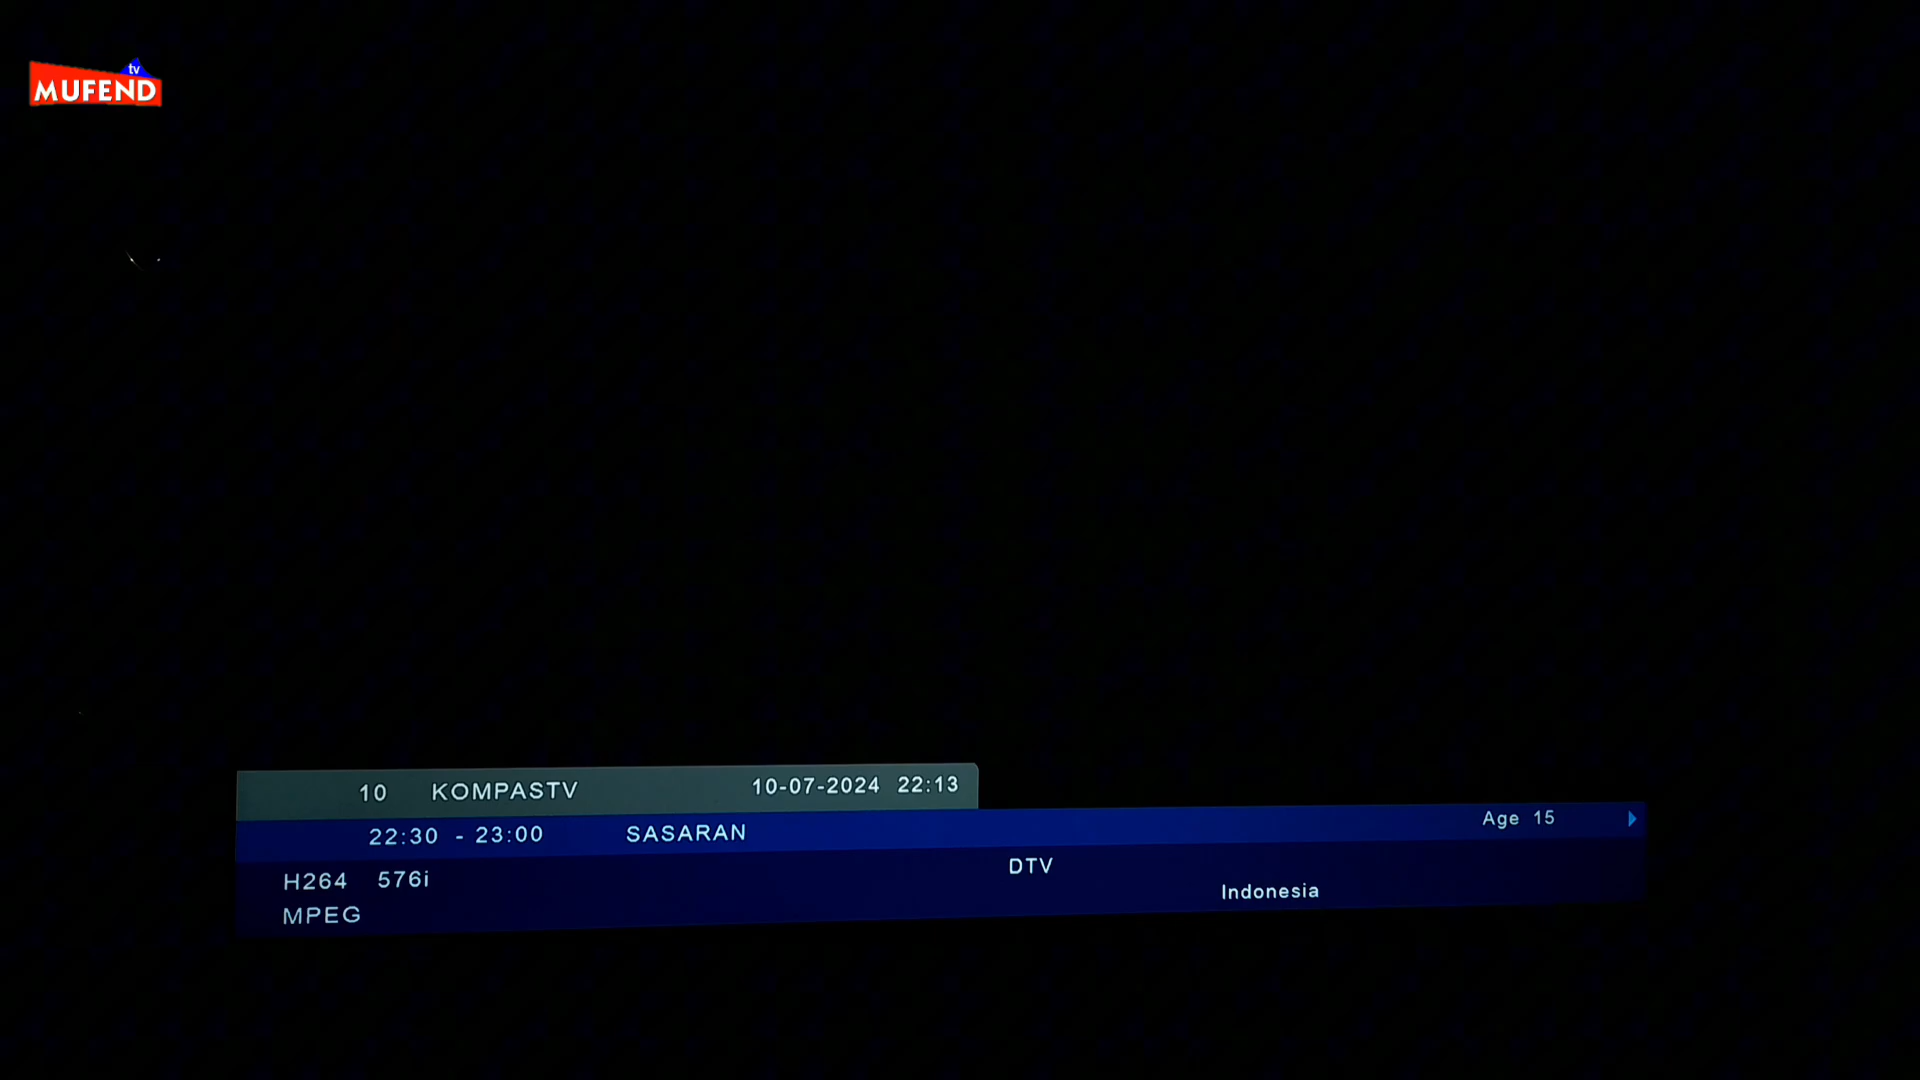 tv
MUFEND
10 KOMPASTV 10-07-2024 22:13
22:30 - 23:00 SASARAN Age 15
H264 576i DTV
Indonesia
MPEG